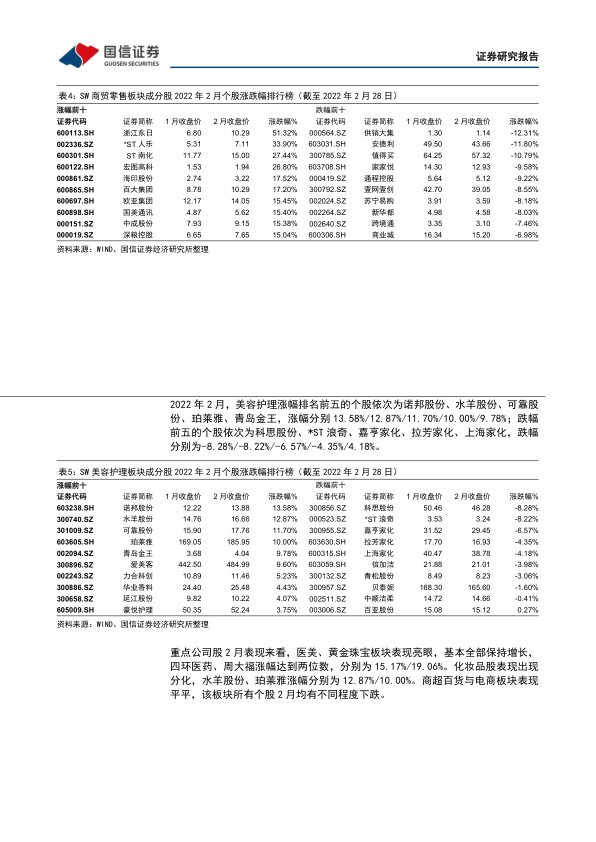 国信证券
GUOSEN SECURITIES
证券研究报告
表4：SW 商贸零售板块成分股 2022 年 2 月个股涨跌幅排行榜（截至 2022 年 2 月 28 日）
涨幅前十 跌幅前十
证券代码 证券简称 1 月收盘价 2 月收盘价 涨跌幅% 证券代码 证券简称 1 月收盘价 2 月收盘价 涨跌幅%
600113.SH 浙江东日 6.80 10.29 51.32% 000564.SZ 供销大集 1.30 1.14 -12.31%
002336.SZ *ST 人乐 5.31 7.11 33.90% 603031.SH 安德利 49.50 43.66 -11.80%
600301.SH ST 南化 11.77 15.00 27.44% 300785.SZ 值得买 64.25 57.32 -10.79%
600122.SH 宏图高科 1.53 1.94 26.80% 603708.SH 家家悦 14.30 12.93 -9.58%
000861.SZ 海印股份 2.74 3.22 17.52% 000419.SZ 通程控股 5.64 5.12 -9.22%
600865.SH 百大集团 8.78 10.29 17.20% 300792.SZ 壹网壹创 42.70 39.05 -8.55%
600697.SH 欧亚集团 12.17 14.05 15.45% 002024.SZ 苏宁易购 3.91 3.59 -8.18%
600898.SH 国美通讯 4.87 5.62 15.40% 002264.SZ 新华都 4.98 4.58 -8.03%
000151.SZ 中成股份 7.93 9.15 15.38% 002640.SZ 跨境通 3.35 3.10 -7.46%
000019.SZ 深粮控股 6.65 7.65 15.04% 600306.SH 商业城 16.34 15.20 -6.98%
资料来源：WIND、国信证券经济研究所整理
2022 年 2 月，美容护理涨幅排名前五的个股依次为诺邦股份、水羊股份、可靠股
份、珀莱雅、青岛金王，涨幅分别 13.58%/12.87%/11.70%/10.00%/9.78%；跌幅
前五的个股依次为科思股份、*ST 浪奇、嘉亨家化、拉芳家化、上海家化，跌幅
分别为-8.28%/-8.22%/-6.57%/-4.35%/4.18%。
表5：SW 美容护理板块成分股 2022 年 2 月个股涨跌幅排行榜（截至 2022 年 2 月 28 日）
涨幅前十 跌幅前十
证券代码 证券简称 1 月收盘价 2 月收盘价 涨跌幅% 证券代码 证券简称 1 月收盘价 2 月收盘价 涨跌幅%
603238.SH 诺邦股份 12.22 13.88 13.58% 300856.SZ 科思股份 50.46 46.28 -8.28%
300740.SZ 水羊股份 14.76 16.66 12.87% 000523.SZ *ST 浪奇 3.53 3.24 -8.22%
301009.SZ 可靠股份 15.90 17.76 11.70% 300955.SZ 嘉亨家化 31.52 29.45 -6.57%
603605.SH 珀莱雅 169.05 185.95 10.00% 603630.SH 拉芳家化 17.70 16.93 -4.35%
002094.SZ 青岛金王 3.68 4.04 9.78% 600315.SH 上海家化 40.47 38.78 -4.18%
300896.SZ 爱美客 442.50 484.99 9.60% 603059.SH 倍加洁 21.88 21.01 -3.98%
002243.SZ 力合科创 10.89 11.46 5.23% 300132.SZ 青松股份 8.49 8.23 -3.06%
300886.SZ 华业香料 24.40 25.48 4.43% 300957.SZ 贝泰妮 168.30 165.60 -1.60%
300658.SZ 延江股份 9.82 10.22 4.07% 002511.SZ 中顺洁柔 14.72 14.66 -0.41%
605009.SH 豪悦护理 50.35 52.24 3.75% 003006.SZ 百亚股份 15.08 15.12 0.27%
资料来源：WIND、国信证券经济研究所整理
重点公司股 2 月表现来看，医美、黄金珠宝板块表现亮眼，基本全部保持增长，
四环医药、周大福涨幅达到两位数，分别为 15.17%/19.06%。化妆品股表现出现
分化，水羊股份、珀莱雅涨幅分别为 12.87%/10.00%。商超百货与电商板块表现
平平，该板块所有个股 2 月均有不同程度下跌。